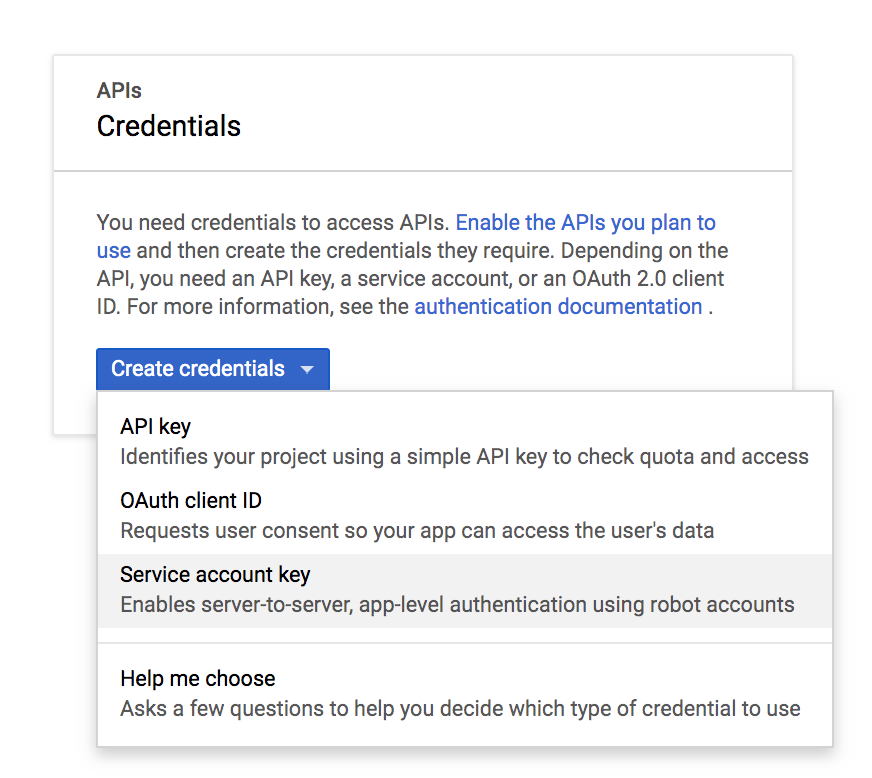 APIs
Credentials
You need credentials to access APIs. Enable the APIs you plan to
use and then create the credentials they require. Depending on the
API, you need an API key, a service account, or an OAuth 2.0 client
ID. For more information, see the authentication documentation .
Create credentials
API key
Identifies your project using a simple API key to check quota and access
OAuth client ID
Requests user consent so your app can access the user's data
Service account key
Enables server-to-server, app-level authentication using robot accounts
Help me choose
Asks a few questions to help you decide which type of credential to use